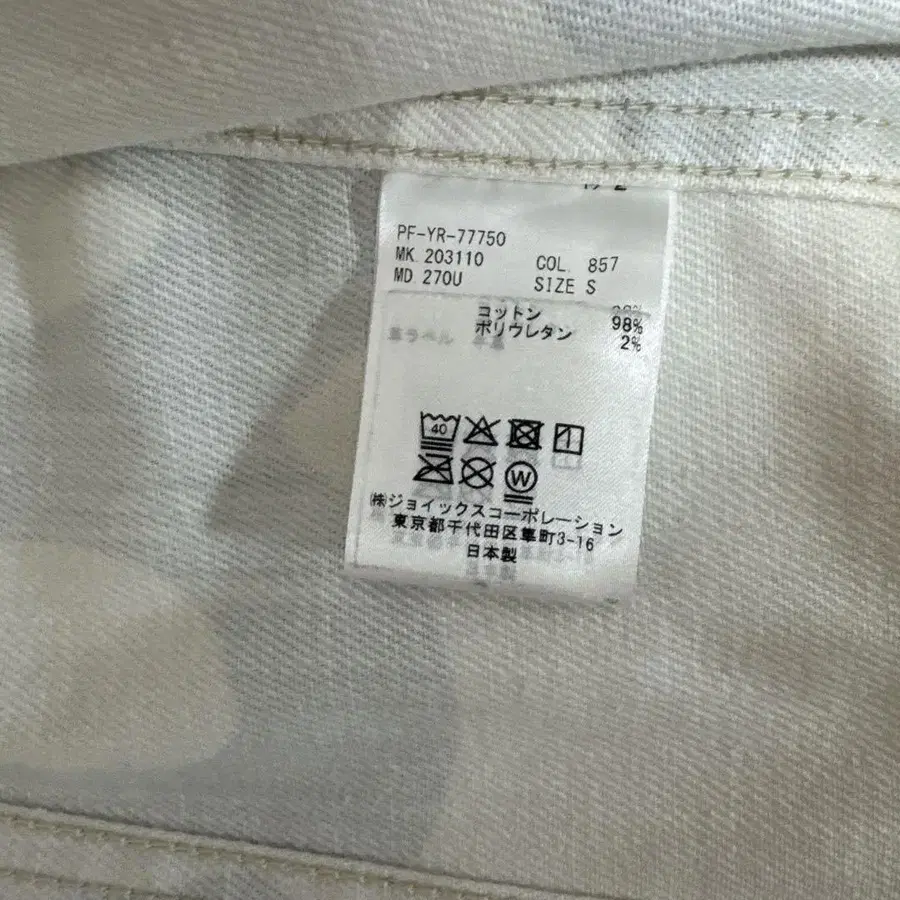 PF-YR-77750
MK. 203110 COL. 857
MD. 270U SIZE S
コットン 98%
ポリウレタン 2%
40
W
㈱ジョイックスコーポレーション
東京都千代田区隼町3-16
日本製